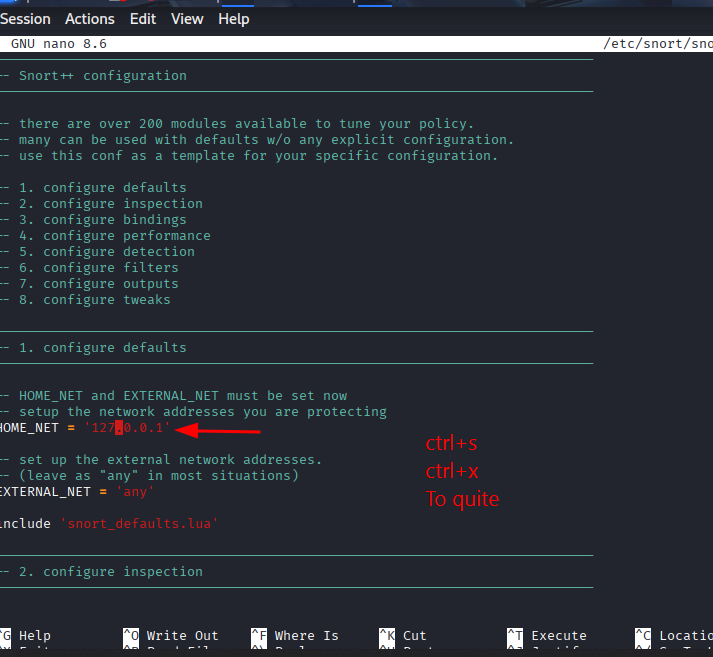 Session Actions Edit View Help
GNU nano 8.6 /etc/snort/sno
-- Snort++ configuration
-- there are over 200 modules available to tune your policy.
-- many can be used with defaults w/o any explicit configuration.
-- use this conf as a template for your specific configuration.
-- 1. configure defaults
-- 2. configure inspection
-- 3. configure bindings
-- 4. configure performance
-- 5. configure detection
-- 6. configure filters
-- 7. configure outputs
-- 8. configure tweaks
-- 1. configure defaults
-- HOME_NET and EXTERNAL_NET must be set now
-- setup the network addresses you are protecting
HOME_NET = '127.0.0.1'
ctrl+s
-- set up the external network addresses.
ctrl+x
-- (leave as "any" in most situations)
EXTERNAL_NET = 'any'
To quite
include 'snort_defaults.lua'
-- 2. configure inspection
^G Help ^O Write Out ^F Where Is ^K Cut ^T Execute ^C Locatio